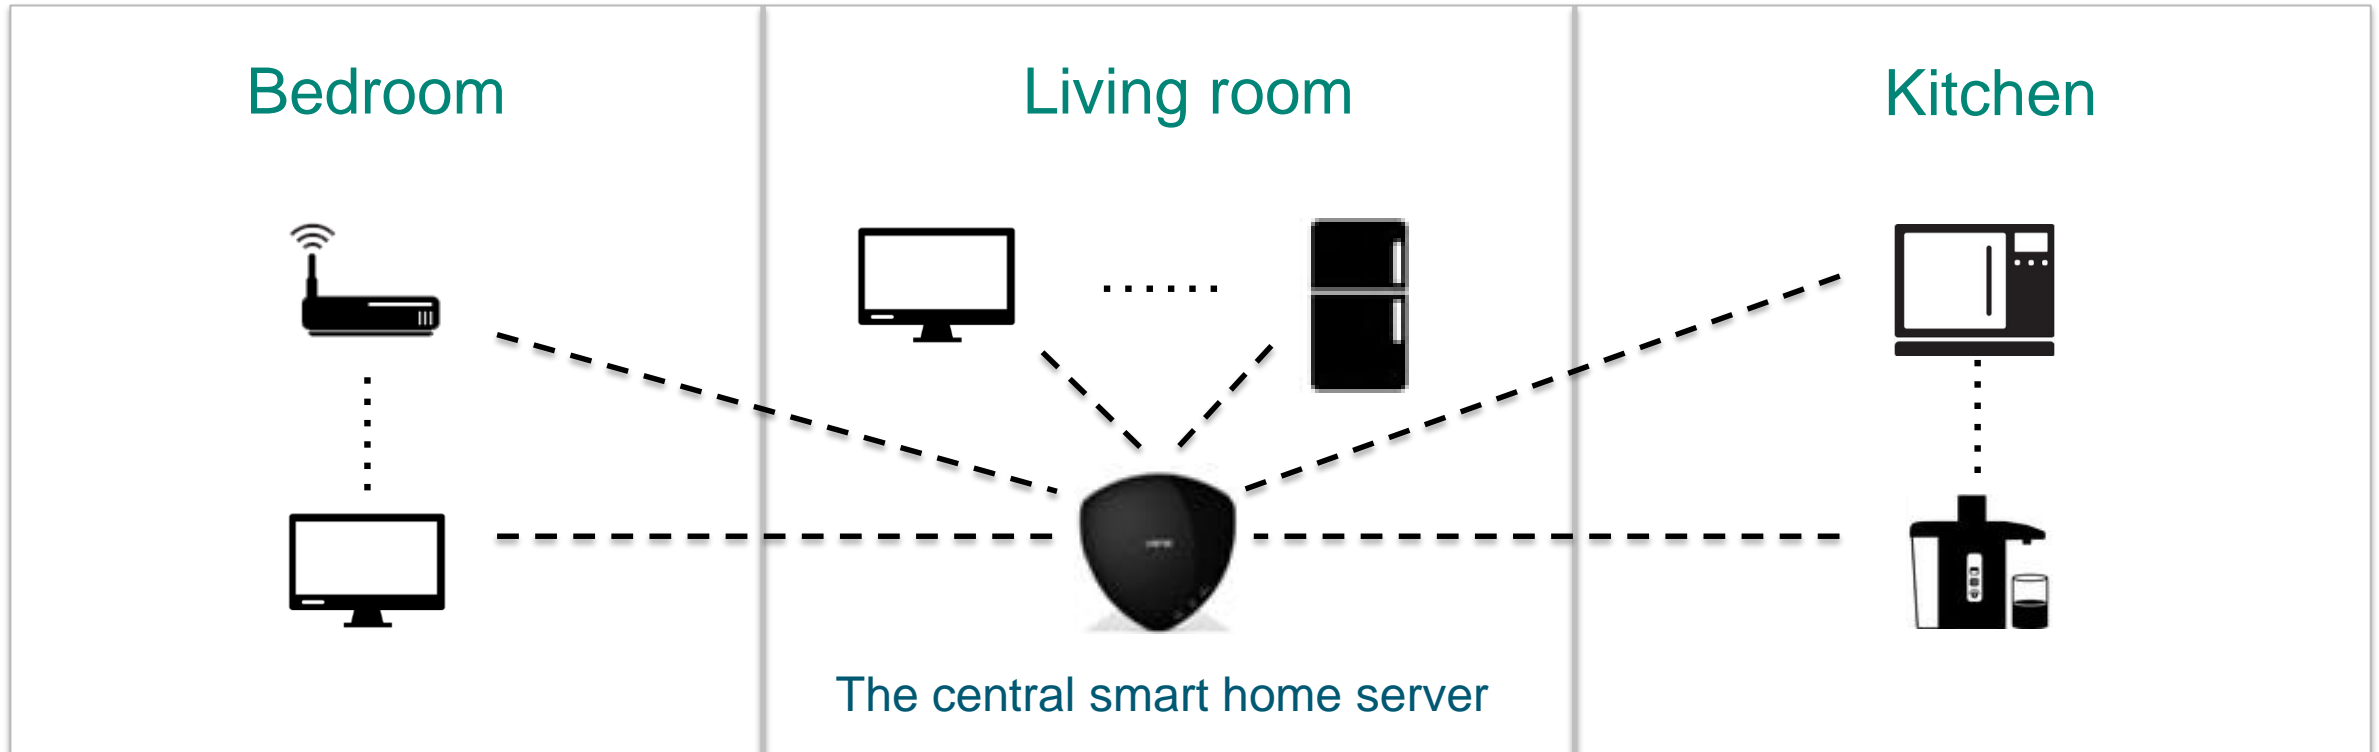 Bedroom
Living room
Kitchen
The central smart home server